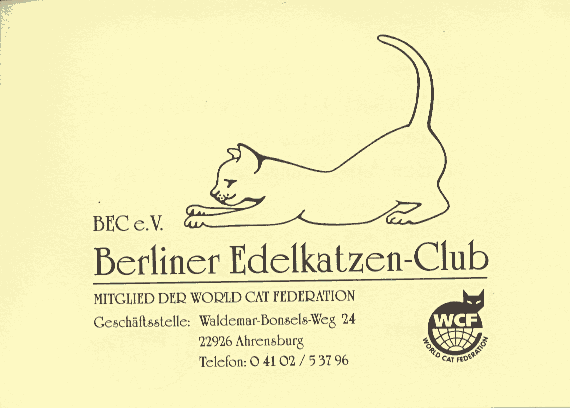 BEC e.V.
Berliner Edelkatzen-Club
MITGLIED DER WORLD CAT FEDERATION
Geschäftsstelle: Waldemar-Bonsels-Weg 24
22926 Ahrensburg
Telefon: 0 41 02 / 5 37 96
WCF
WORLD CAT FEDERATION